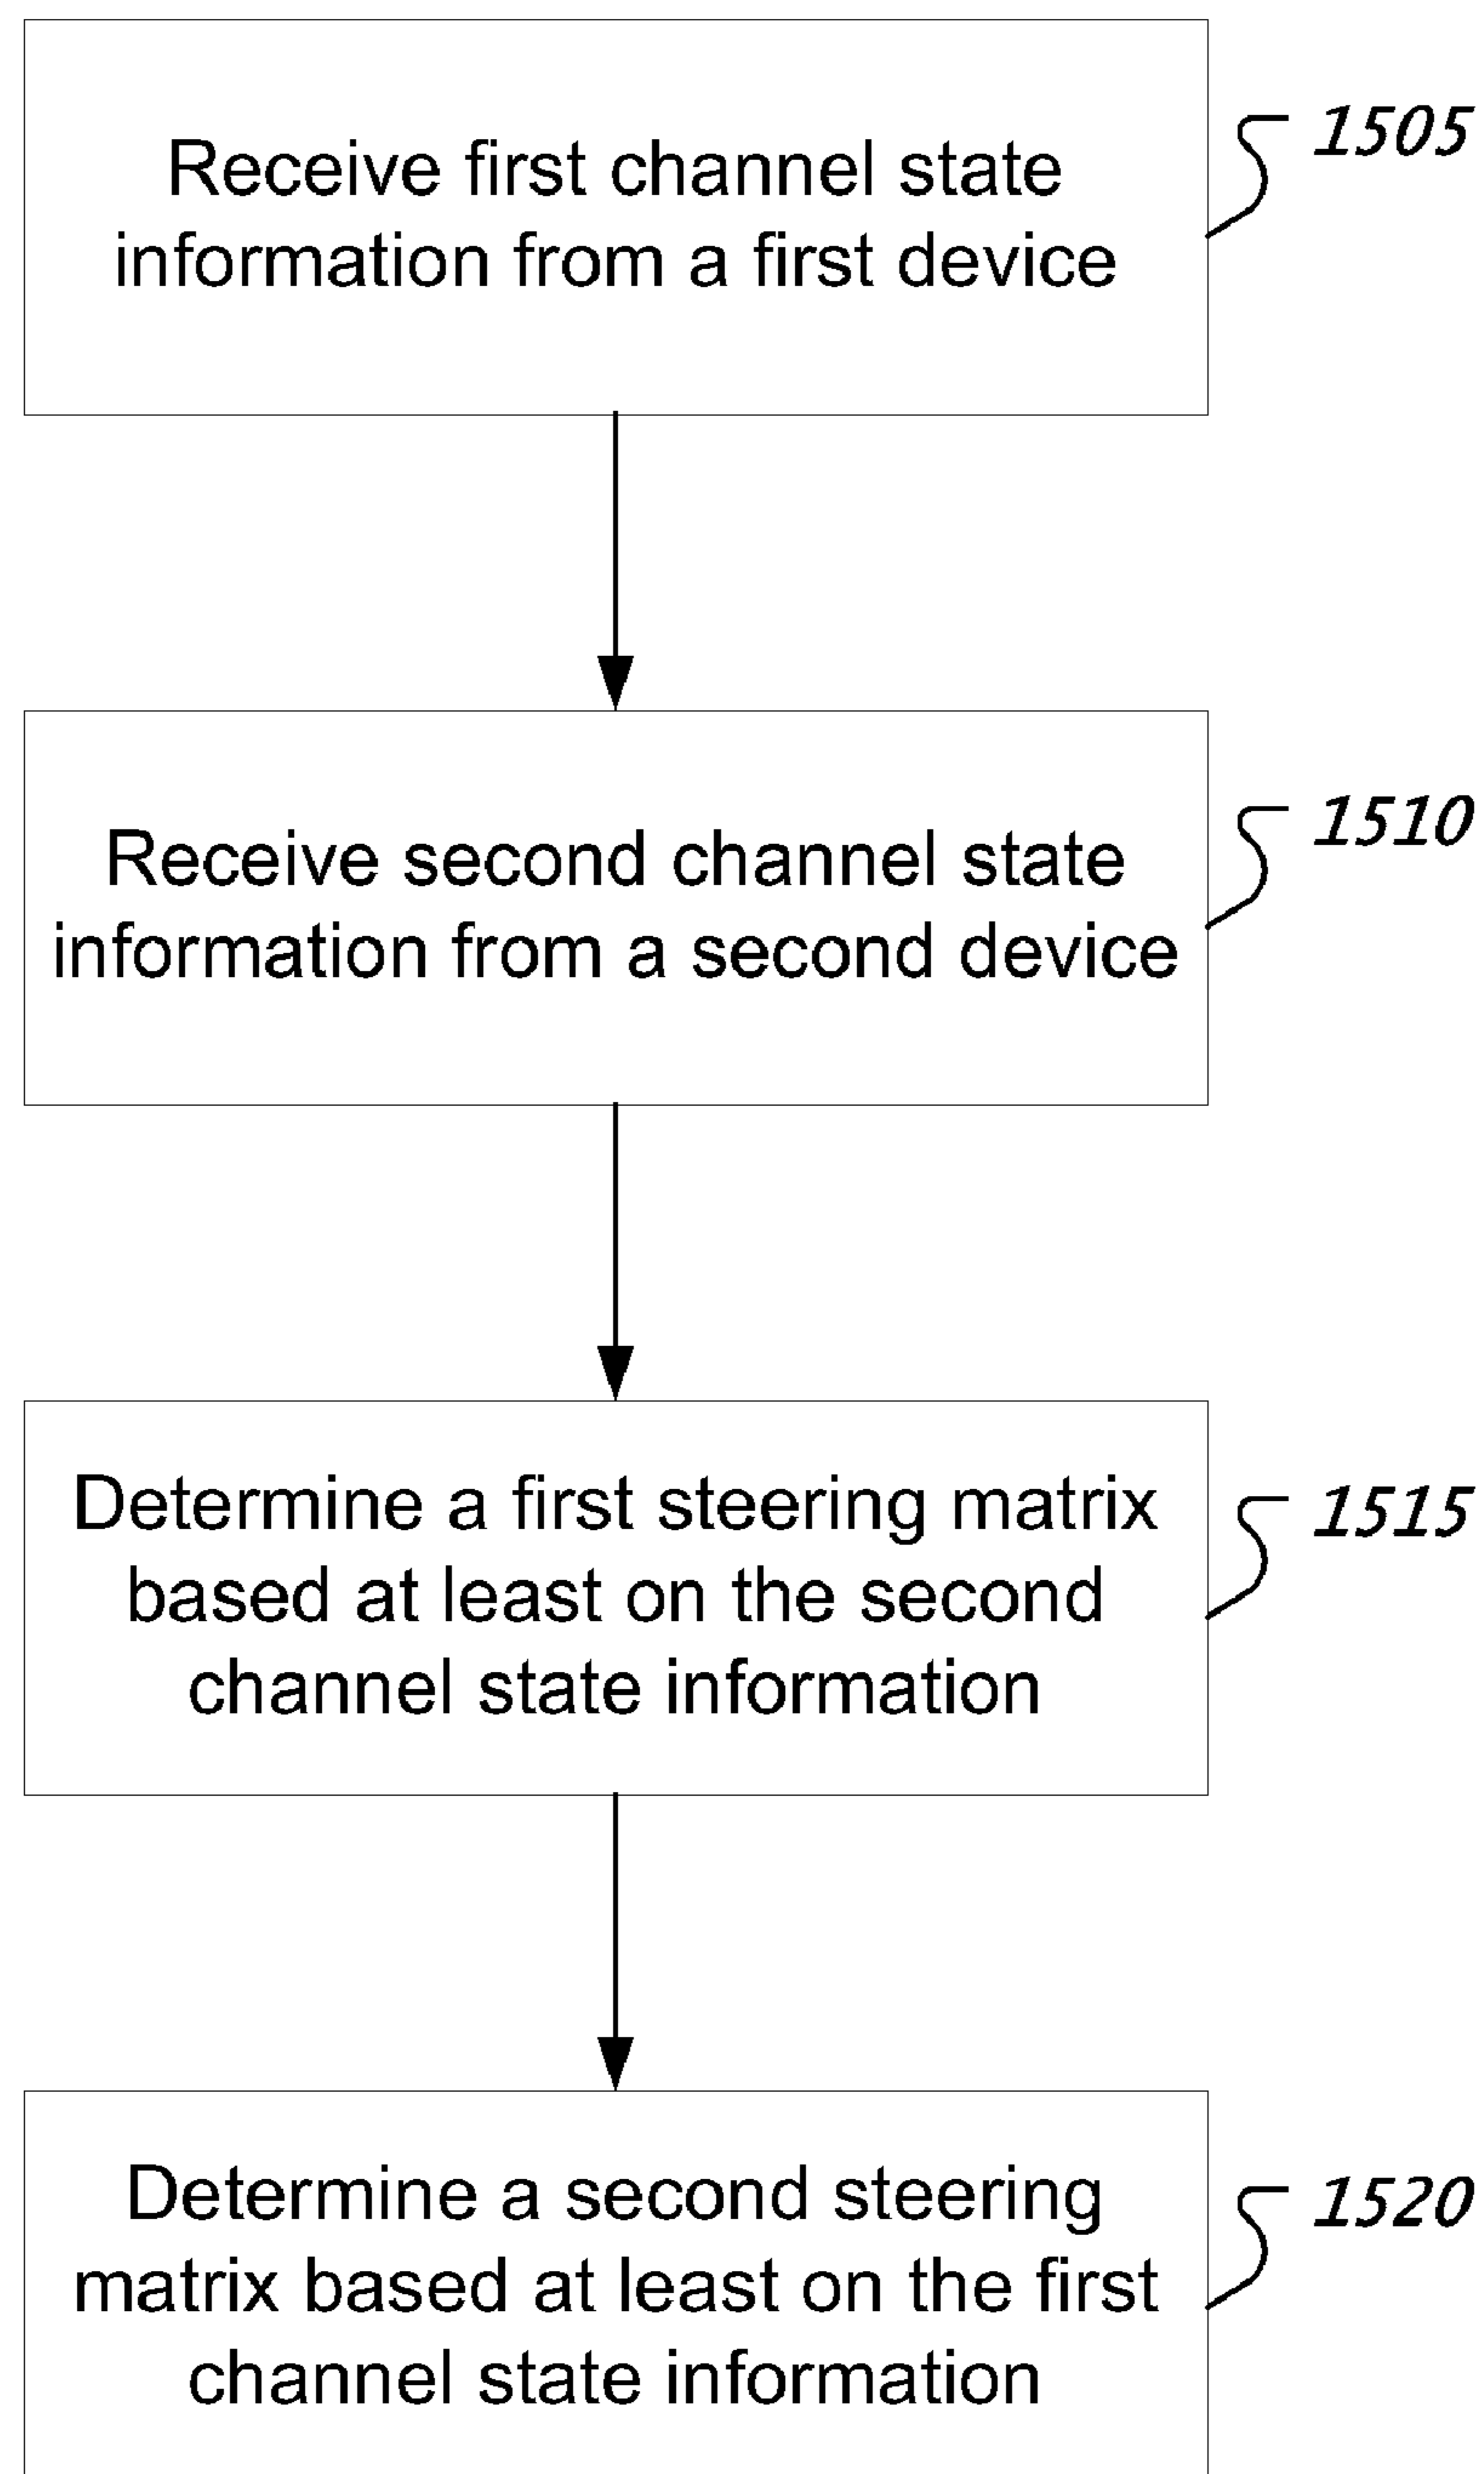 Receive first channel state
information from a first device
1505
Receive second channel state
information from a second device
1510
Determine a first steering matrix
based at least on the second
channel state information
1515
Determine a second steering
matrix based at least on the first
channel state information
1520